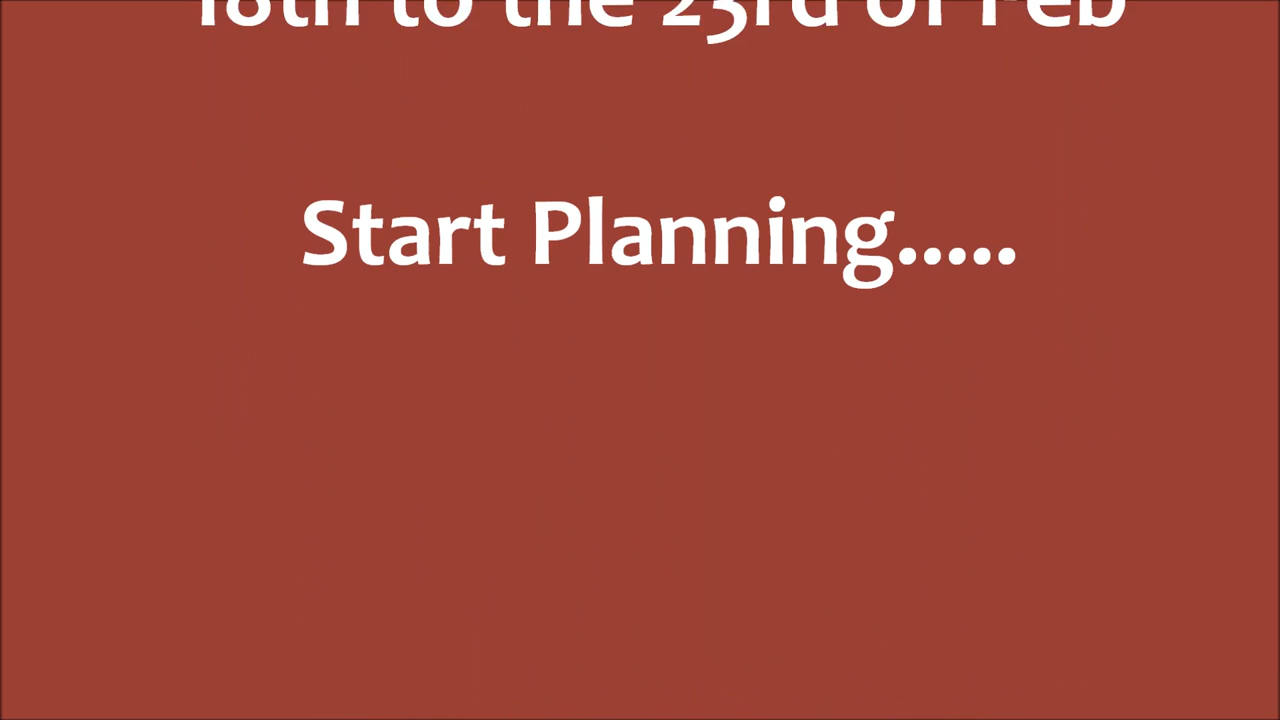 18th to the 23rd of Feb
Start Planning.....